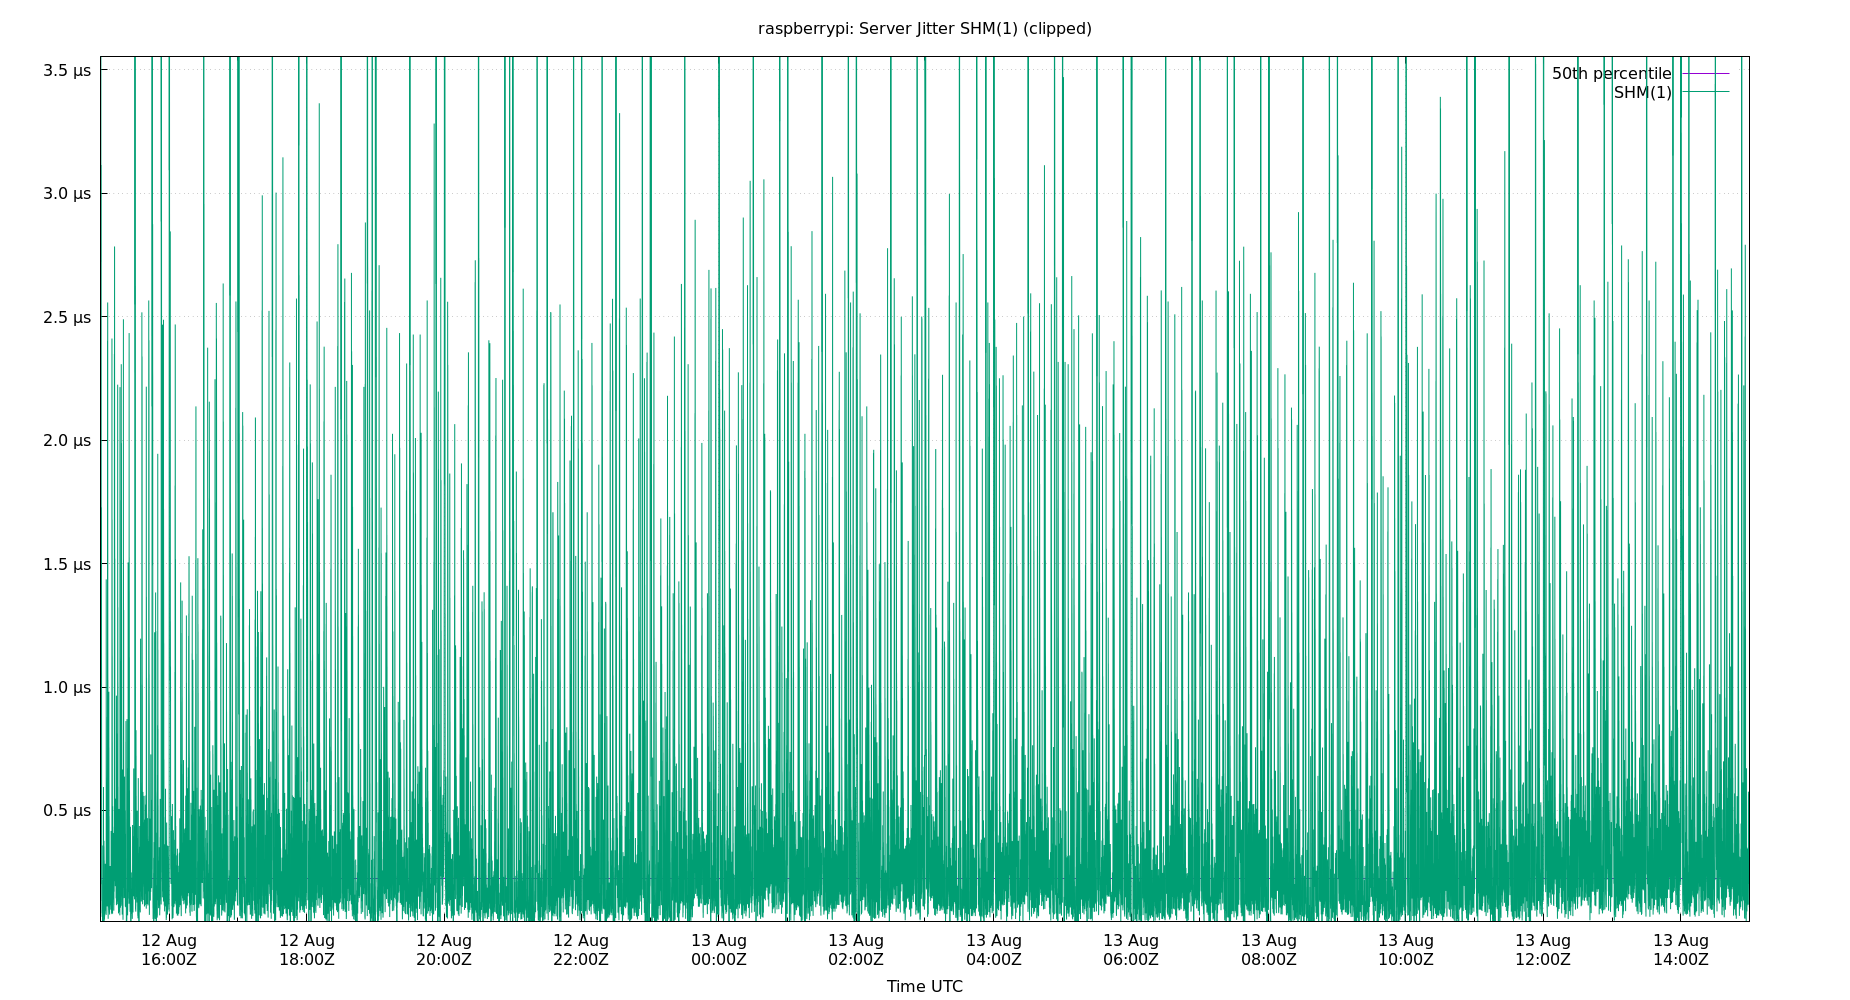 raspberrypi: Server Jitter SHM(1) (clipped)
3.5 µs
3.0 µs
2.5 µs
2.0 µs
1.5 µs
1.0 µs
0.5 µs
50th percentile
SHM(1)
12 Aug 12 Aug 12 Aug 12 Aug 13 Aug 13 Aug 13 Aug 13 Aug 13 Aug 13 Aug 13 Aug 13 Aug
16:00Z 18:00Z 20:00Z 22:00Z 00:00Z 02:00Z 04:00Z 06:00Z 08:00Z 10:00Z 12:00Z 14:00Z
Time UTC